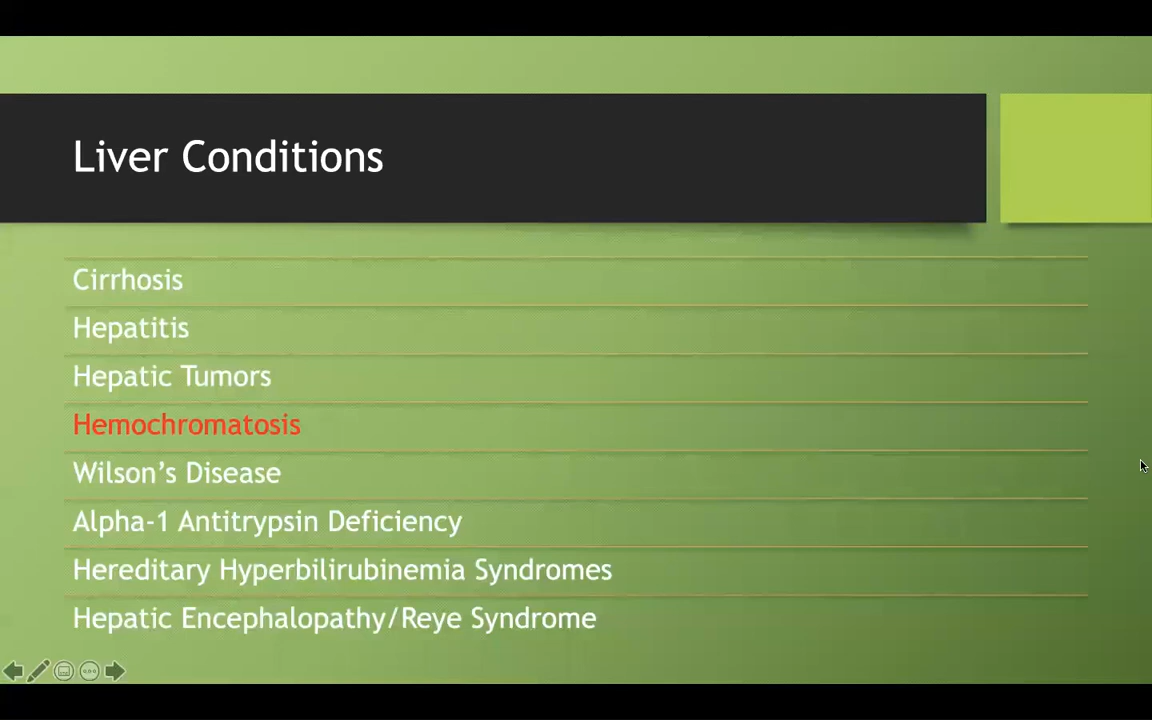 Liver Conditions
Cirrhosis
Hepatitis
Hepatic Tumors
Hemochromatosis
Wilson’s Disease
Alpha-1 Antitrypsin Deficiency
Hereditary Hyperbilirubinemia Syndromes
Hepatic Encephalopathy/Reye Syndrome